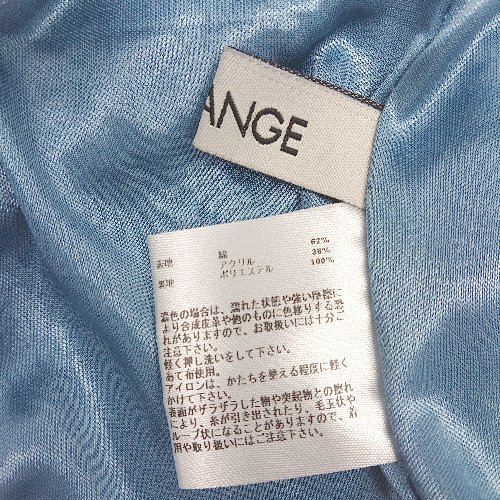 ANGE
表地 綿 62%
アクリル 38%
裏地 ポリエステル 100%
濃色の場合は、濡れた状態や強い摩擦に
より合成皮革や他のものに色移りする恐
れがありますので、お取扱いには十分ご
注意下さい。
軽く押し洗いをして下さい。
あて布使用。
アイロンは、かたちを整える程度に軽く
かけて下さい。
表面がザラザラした物や突起物との擦れ
により、糸が引き出されたり、毛玉状や
ループ状になることがありますので、着
用や取り扱いにはご注意下さい。